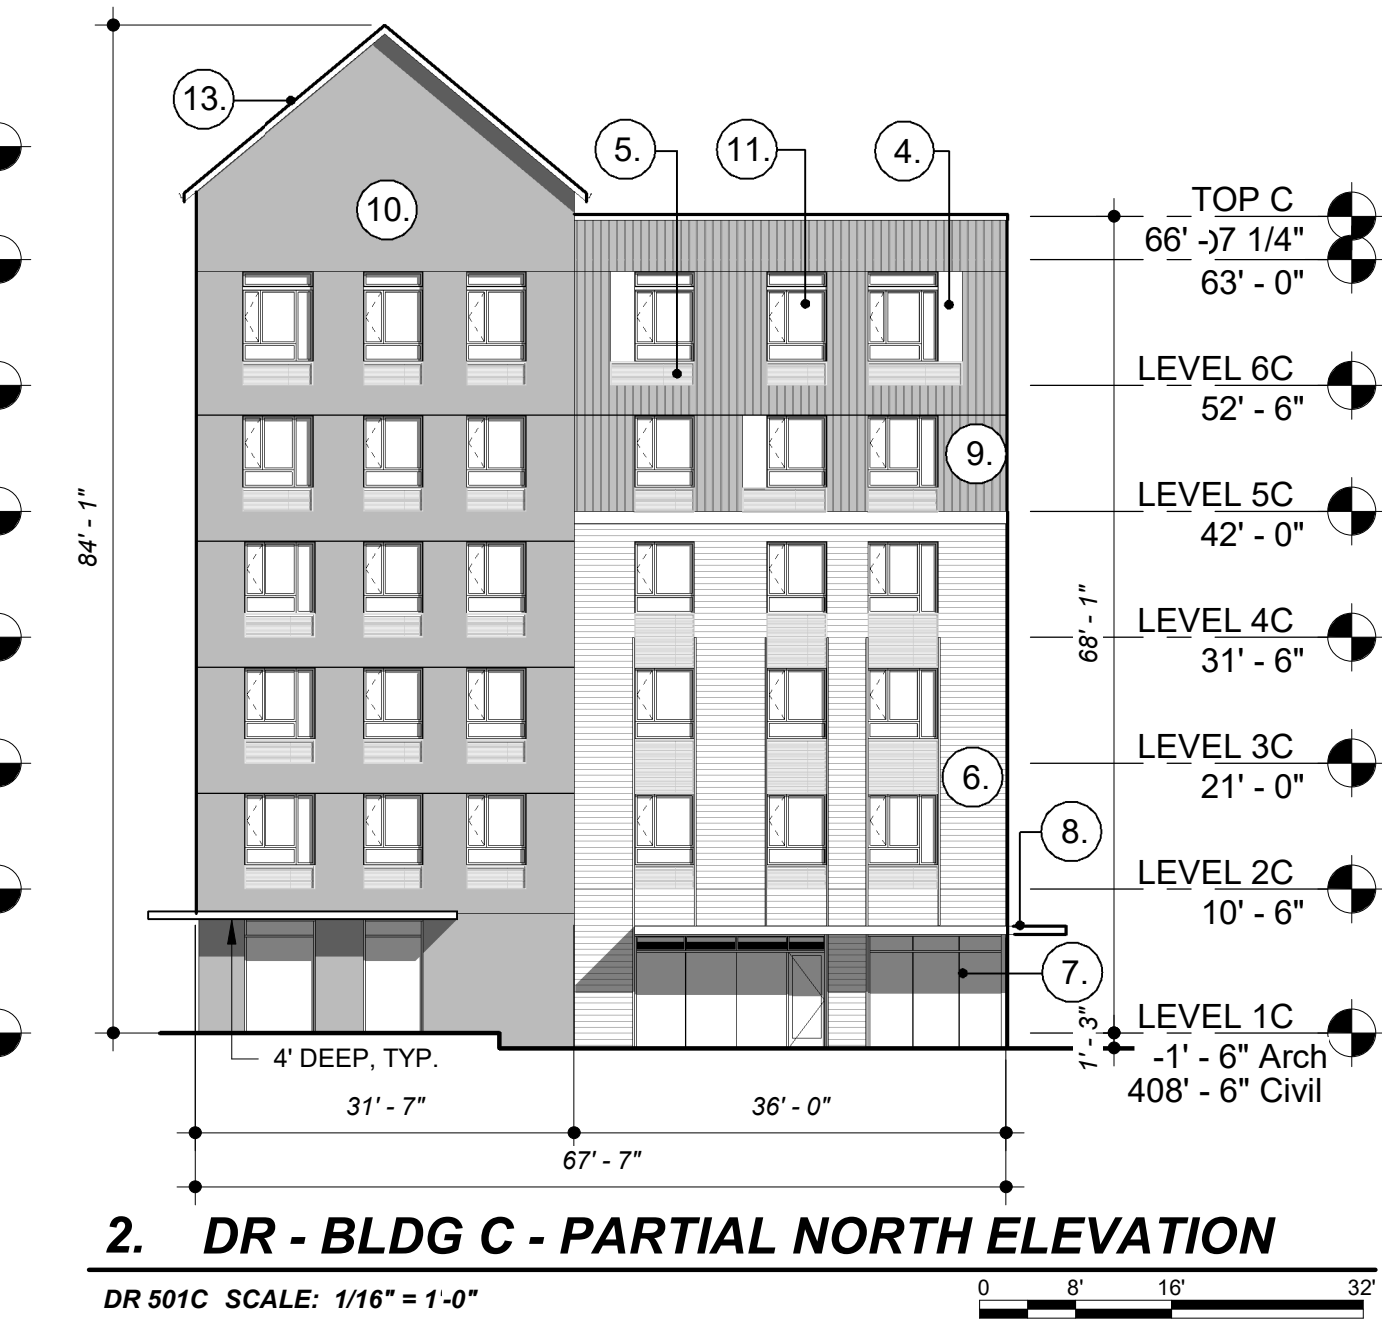 13.
5.
11.
4.
10.
TOP C
66' - 7 1/4"
63' - 0"
LEVEL 6C
52' - 6"
9.
LEVEL 5C
42' - 0"
84' - 1"
68' - 1"
LEVEL 4C
31' - 6"
LEVEL 3C
21' - 0"
6.
8.
LEVEL 2C
10' - 6"
7.
1' - 3"
LEVEL 1C
-1' - 6" Arch
408' - 6" Civil
4' DEEP, TYP.
31' - 7"
36' - 0"
67' - 7"
2. DR - BLDG C - PARTIAL NORTH ELEVATION
DR 501C SCALE: 1/16" = 1'-0"
0 8' 16' 32'